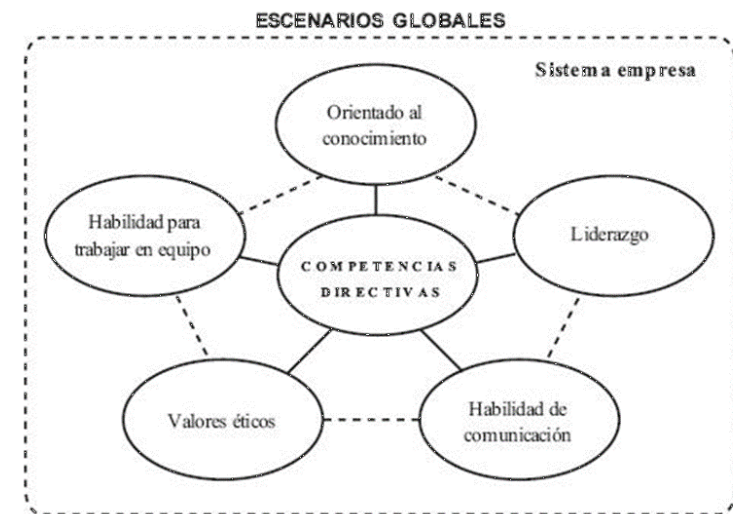 ESCENARIOS GLOBALES
Sistema empresa
Orientado al
conocimiento
Habilidad para
trabajar en equipo
Liderazgo
COMPETENCIAS
DIRECTIVAS
Valores éticos
Habilidad de
comunicación